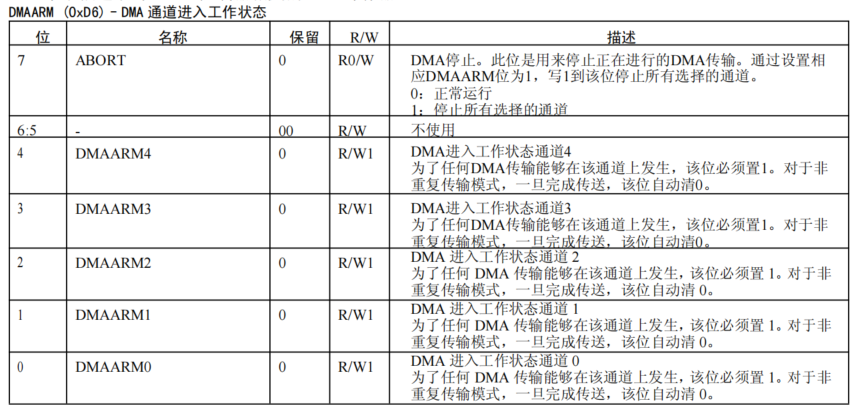 DMAARM (0xD6) - DMA 通道进入工作状态
位 名称 保留 R/W 描述
7 ABORT 0 R0/W DMA停止。此位是用来停止正在进行的DMA传输。通过设置相
应DMAARM位为1，写1到该位停止所有选择的通道。
0：正常运行
1：停止所有选择的通道
6:5 - 00 R/W 不使用
4 DMAARM4 0 R/W1 DMA进入工作状态通道4
为了任何DMA传输能够在该通道上发生，该位必须置1。对于非
重复传输模式，一旦完成传送，该位自动清0。
3 DMAARM3 0 R/W1 DMA进入工作状态通道3
为了任何DMA传输能够在该通道上发生，该位必须置1。对于非
重复传输模式，一旦完成传送，该位自动清0。
2 DMAARM2 0 R/W1 DMA 进入工作状态通道 2
为了任何 DMA 传输能够在该通道上发生，该位必须置 1。对于非
重复传输模式，一旦完成传送，该位自动清 0。
1 DMAARM1 0 R/W1 DMA 进入工作状态通道 1
为了任何 DMA 传输能够在该通道上发生，该位必须置 1。对于非
重复传输模式，一旦完成传送，该位自动清 0。
0 DMAARM0 0 R/W1 DMA 进入工作状态通道 0
为了任何 DMA 传输能够在该通道上发生，该位必须置 1。对于非
重复传输模式，一旦完成传送，该位自动清 0。